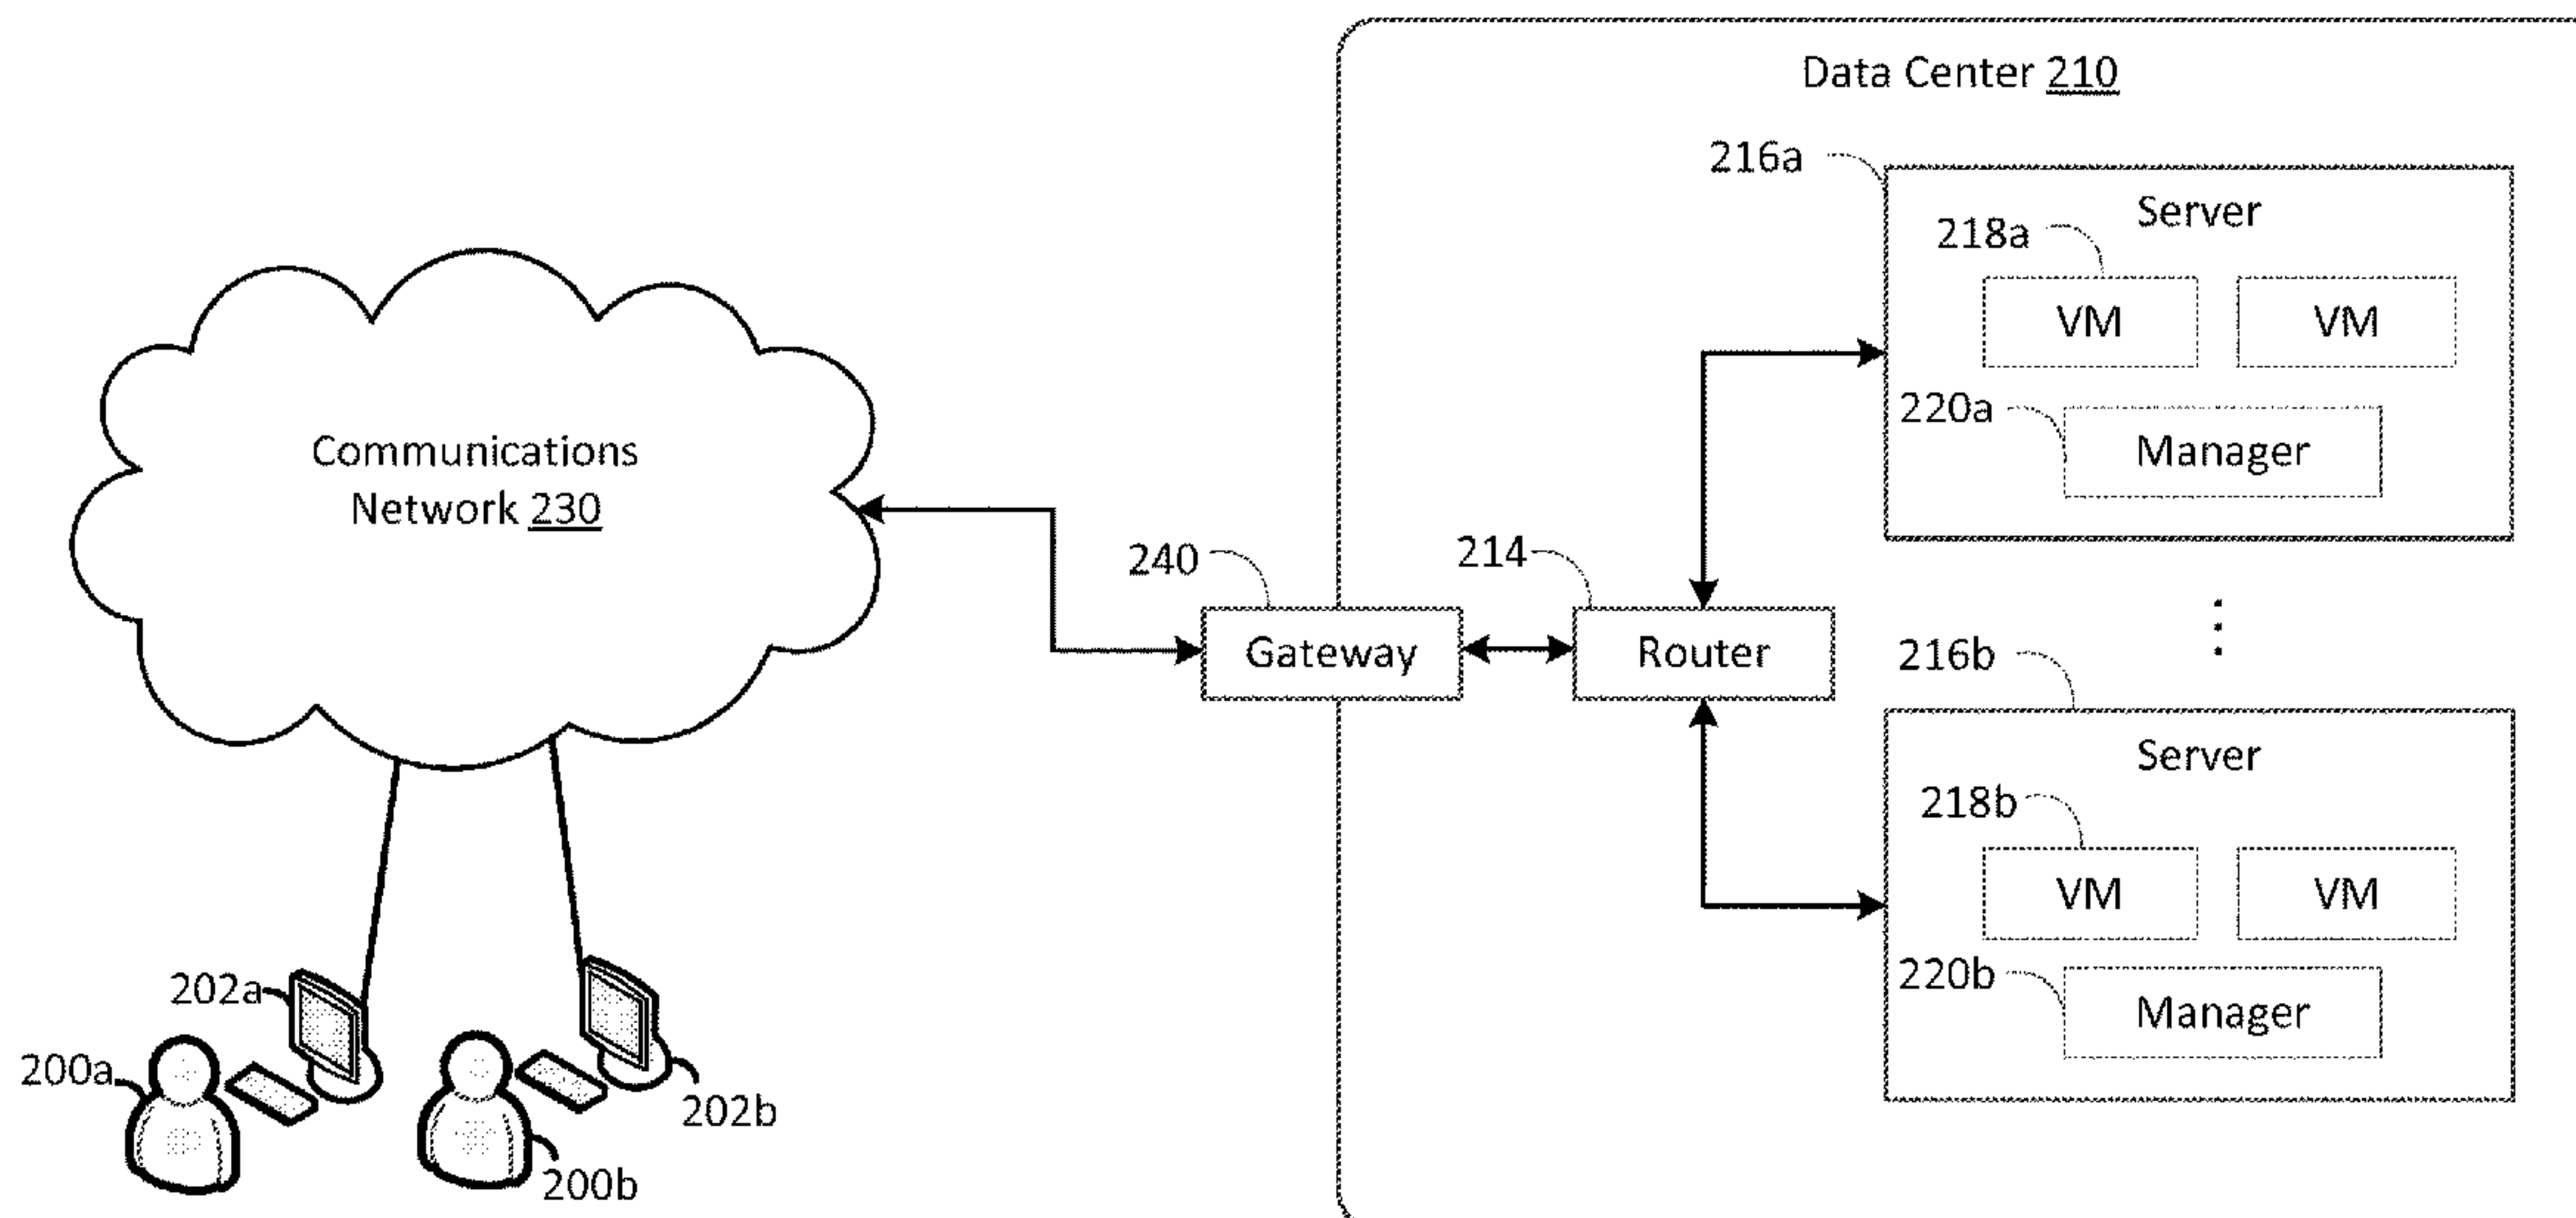 Data Center 210
216a
Server
218a
VM
VM
220a
Manager
Communications
Network 230
240
214
Gateway
Router
216b
Server
218b
VM
VM
220b
Manager
202a
200a
202b
200b